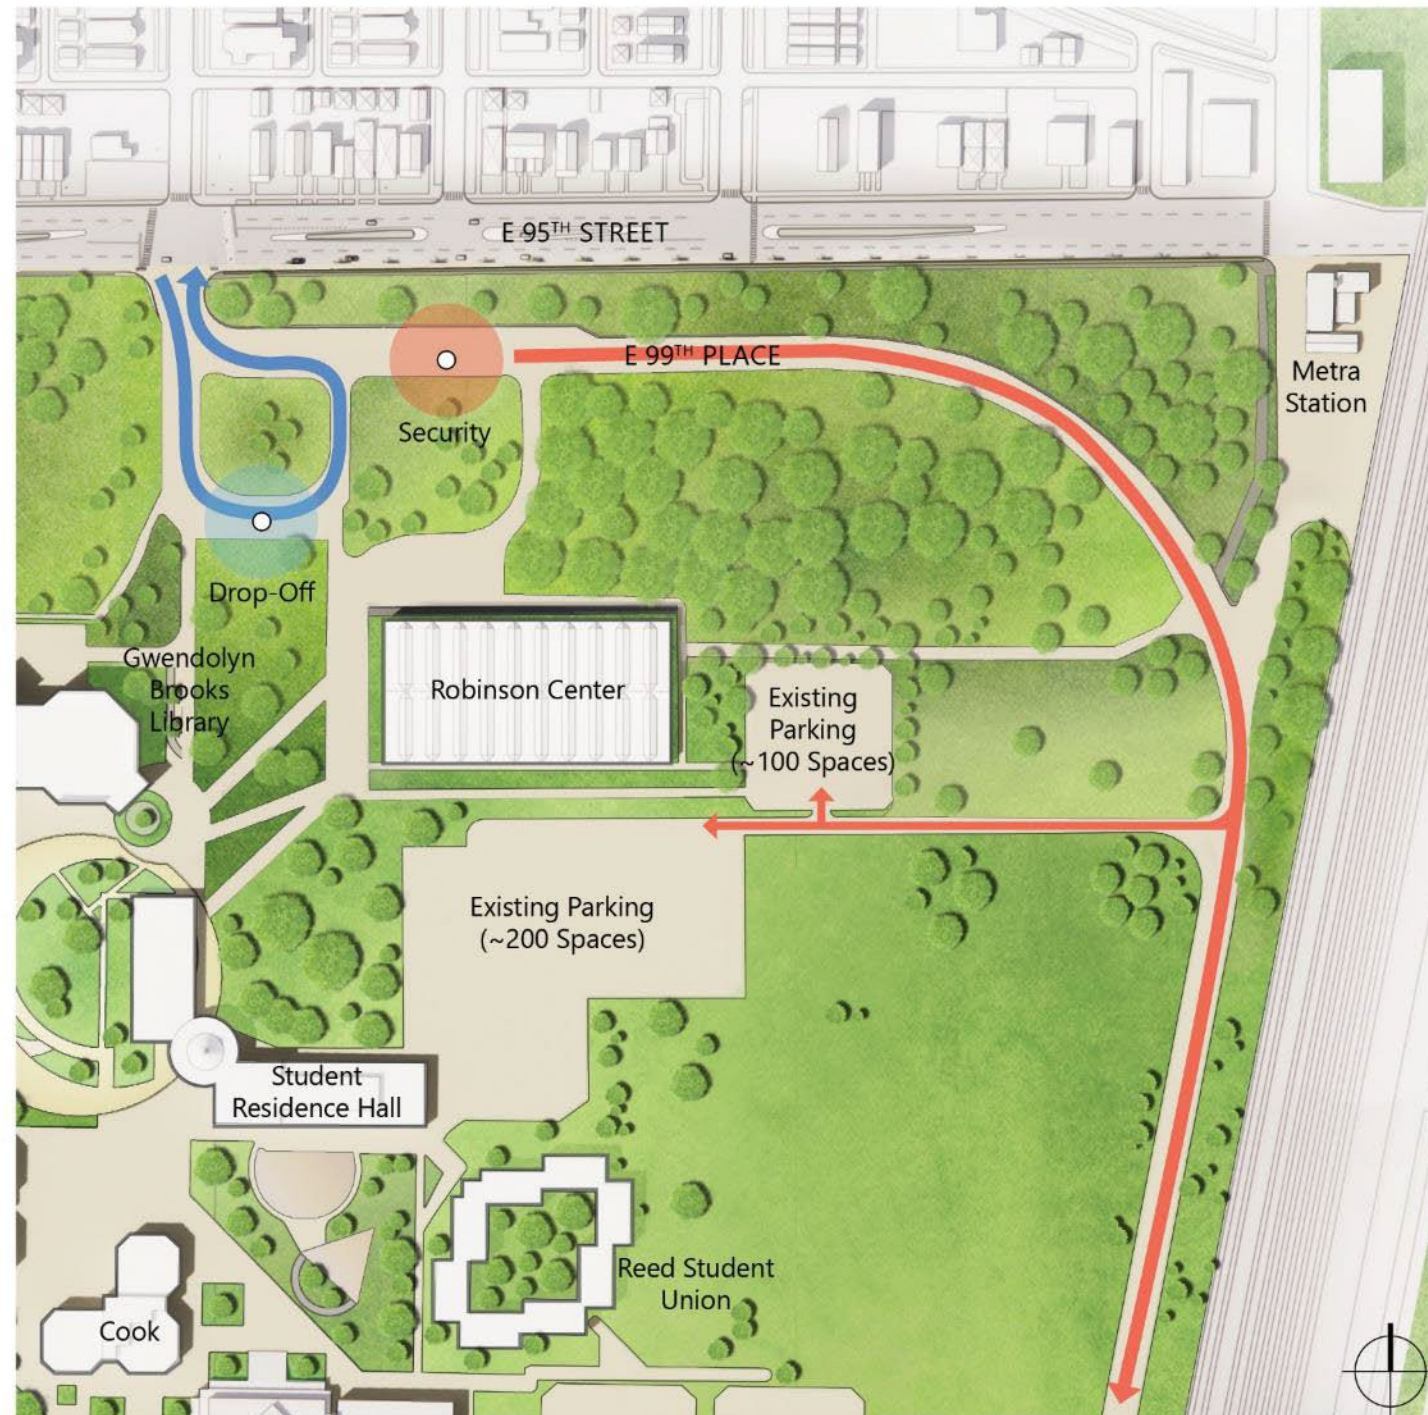 E 95TH STREET
E 99TH PLACE
Metra
Station
Security
Drop-Off
Gwendolyn
Brooks
Library
Robinson Center
Existing
Parking
(~100 Spaces)
Existing Parking
(~200 Spaces)
Student
Residence Hall
Reed Student
Union
Cook